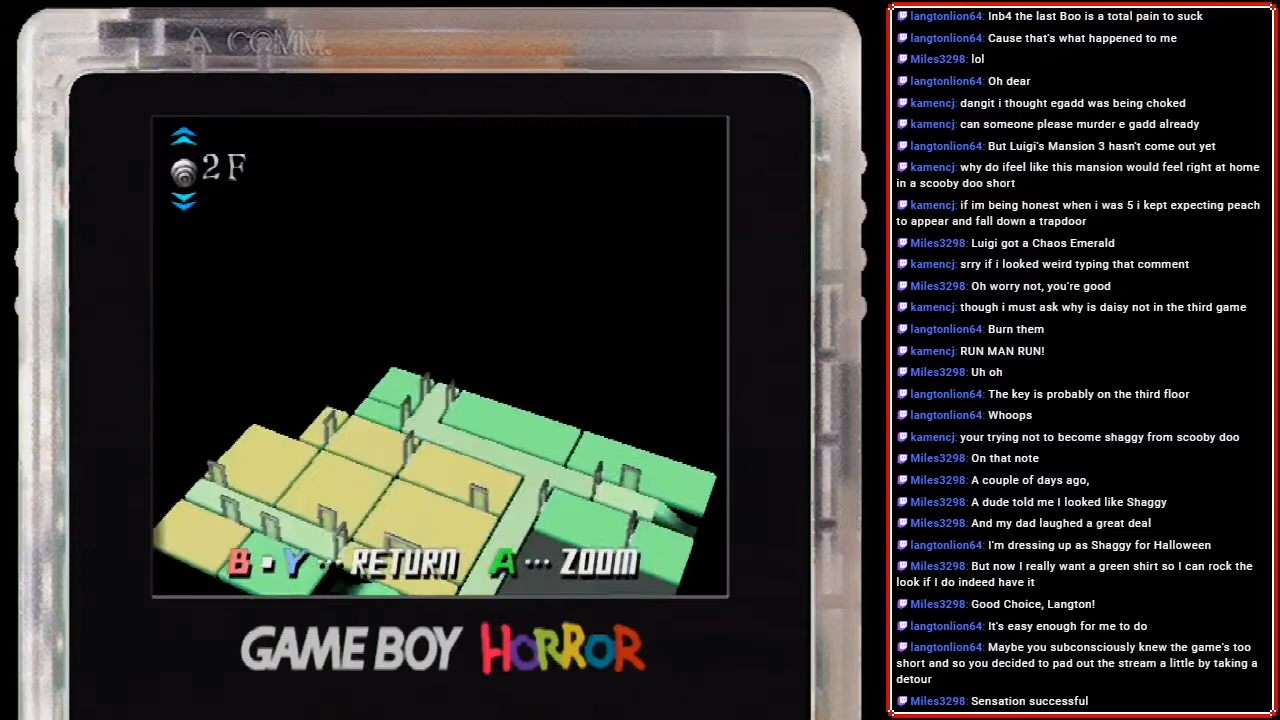 A COMM.
2F
B · Y ··· RETURN A ··· ZOOM
GAME BOY HORROR
langtonlion64: Inb4 the last Boo is a total pain to suck
langtonlion64: Cause that's what happened to me
Miles3298: lol
langtonlion64: Oh dear
kamencj: dangit i thought egadd was being choked
kamencj: can someone please murder e gadd already
langtonlion64: But Luigi's Mansion 3 hasn't come out yet
kamencj: why do ifeel like this mansion would feel right at home
in a scooby doo short
kamencj: if im being honest when i was 5 i kept expecting peach
to appear and fall down a trapdoor
Miles3298: Luigi got a Chaos Emerald
kamencj: srry if i looked weird typing that comment
Miles3298: Oh worry not, you're good
kamencj: though i must ask why is daisy not in the third game
langtonlion64: Burn them
kamencj: RUN MAN RUN!
Miles3298: Uh oh
langtonlion64: The key is probably on the third floor
langtonlion64: Whoops
kamencj: your trying not to become shaggy from scooby doo
Miles3298: On that note
Miles3298: A couple of days ago,
Miles3298: A dude told me I looked like Shaggy
Miles3298: And my dad laughed a great deal
langtonlion64: I'm dressing up as Shaggy for Halloween
Miles3298: But now I really want a green shirt so I can rock the
look if I do indeed have it
Miles3298: Good Choice, Langton!
langtonlion64: It's easy enough for me to do
langtonlion64: Maybe you subconsciously knew the game's too
short and so you decided to pad out the stream a little by taking a
detour
Miles3298: Sensation successful